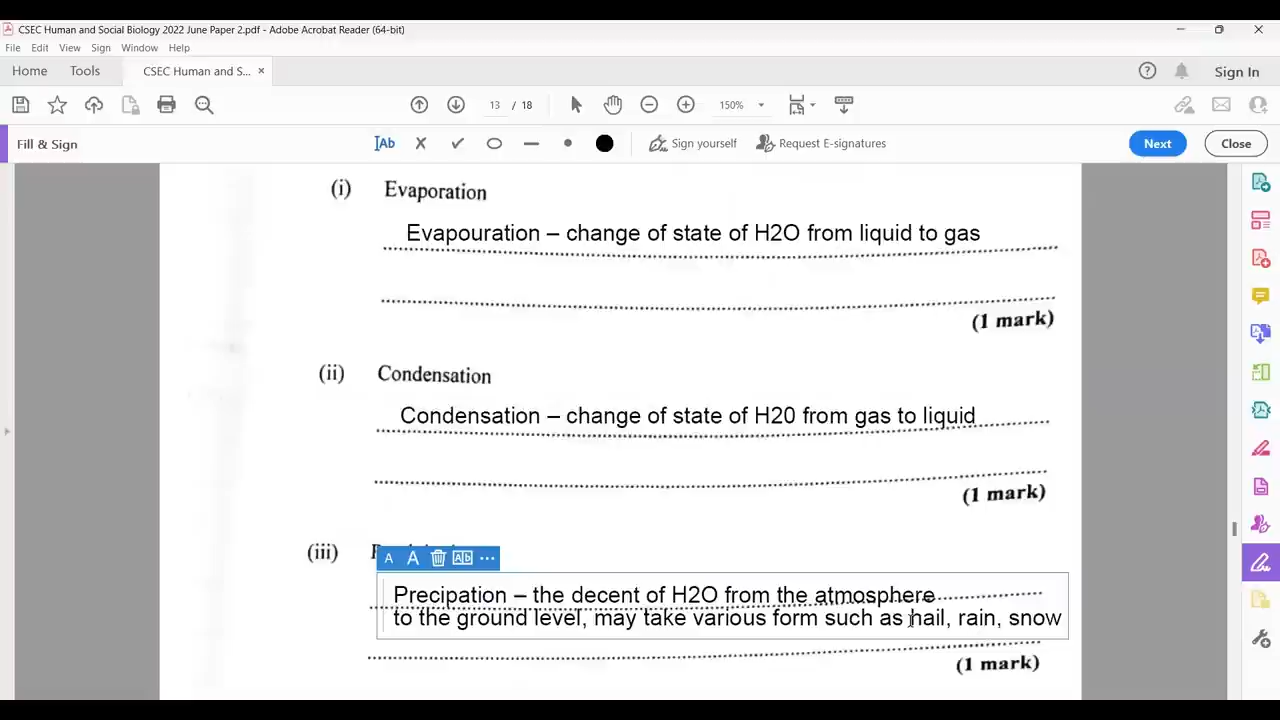 CSEC Human and Social Biology 2022 June Paper 2.pdf - Adobe Acrobat Reader (64-bit)
File Edit View Sign Window Help
Home Tools CSEC Human and S... × Sign In
13 / 18 150%
Fill & Sign Ab Sign yourself Request E-signatures Next Close
(i) Evaporation
Evapouration – change of state of H2O from liquid to gas
(1 mark)
(ii) Condensation
Condensation – change of state of H20 from gas to liquid
(1 mark)
(iii)
A A Ab
Precipation – the decent of H2O from the atmosphere
to the ground level, may take various form such as hail, rain, snow
(1 mark)